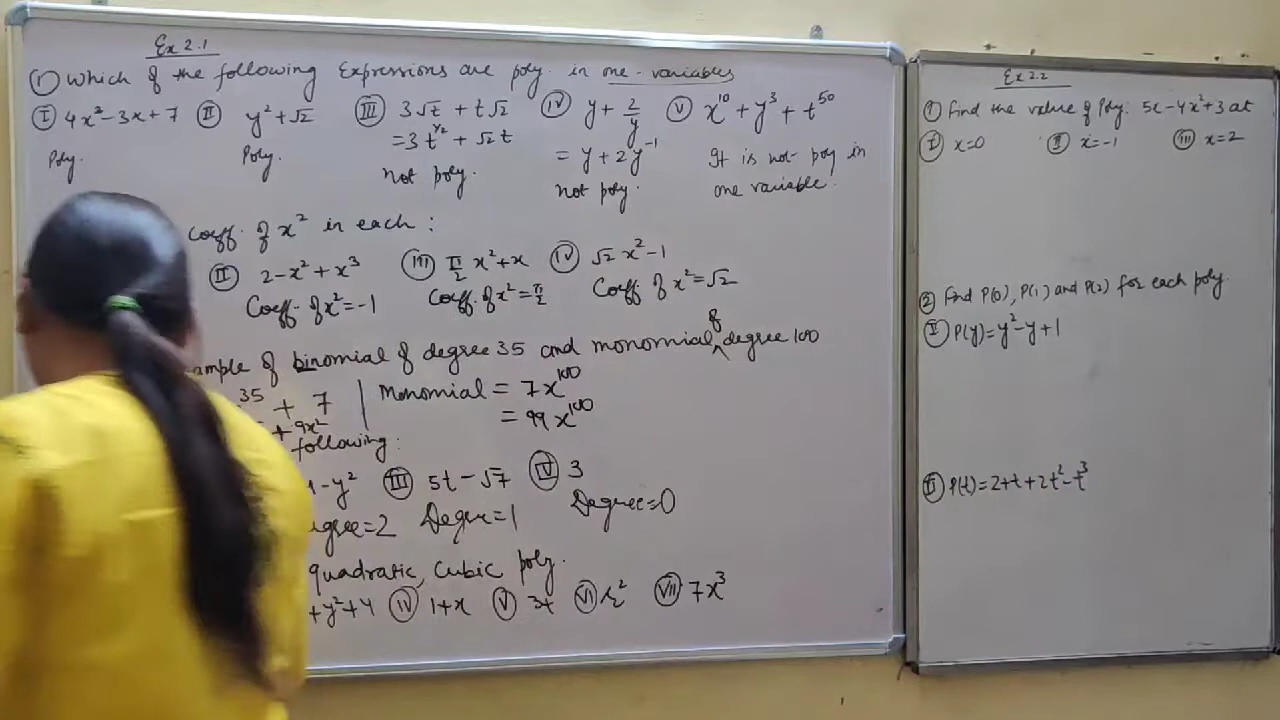 Ex 2.1
① Which of the following Expressions are poly. in one-variables
Ⅰ 4x²-3x+7 Ⅱ y²+√2 Ⅲ 3√t + t√2 Ⅳ y+2/y Ⅴ x¹⁰+y³+t⁵⁰
=3t^½+√2 t = y+2y⁻¹ It is not poly in
Poly. Poly. not poly. not poly. one variable.
Coeff. of x² in each:
Ⅱ 2-x²+x³ Ⅲ π/2 x²+x Ⅳ √2 x²-1
Coeff. of x²=-1 Coeff. of x²=π/2 Coeff. of x²=√2
ample of binomial of degree 35 and monomial of degree 100
³⁵ + 7 Monomial = 7x¹⁰⁰
+ 9x² = 99x¹⁰⁰
following:
-y² Ⅲ 5t-√7 Ⅳ 3
gree=2 Degree=1 Degree=0
quadratic, Cubic poly.
+y²+4 Ⅳ 1+x Ⅴ 3t Ⅵ r² Ⅶ 7x³
Ex 2.2
① Find the value of Poly. 5x-4x²+3 at
Ⅰ x=0 Ⅱ x=-1 Ⅲ x=2
② Find P(0), P(1) and P(2) for each poly.
Ⅰ P(y)=y²-y+1
Ⅱ P(t)=2+t+2t²-t³